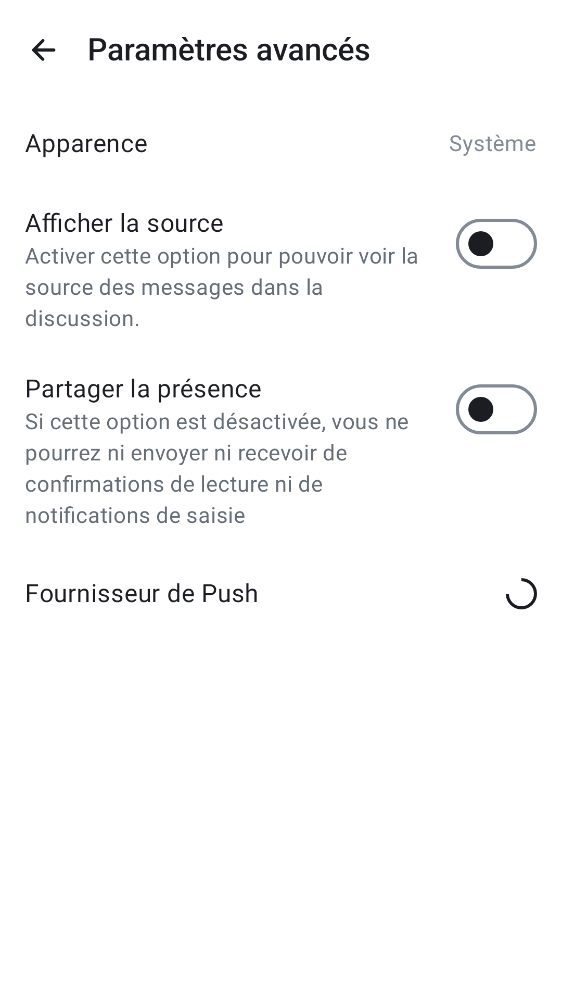 Paramètres avancés
Apparence
Système
Afficher la source
Activer cette option pour pouvoir voir la
source des messages dans la
discussion.
Partager la présence
Si cette option est désactivée, vous ne
pourrez ni envoyer ni recevoir de
confirmations de lecture ni de
notifications de saisie
Fournisseur de Push